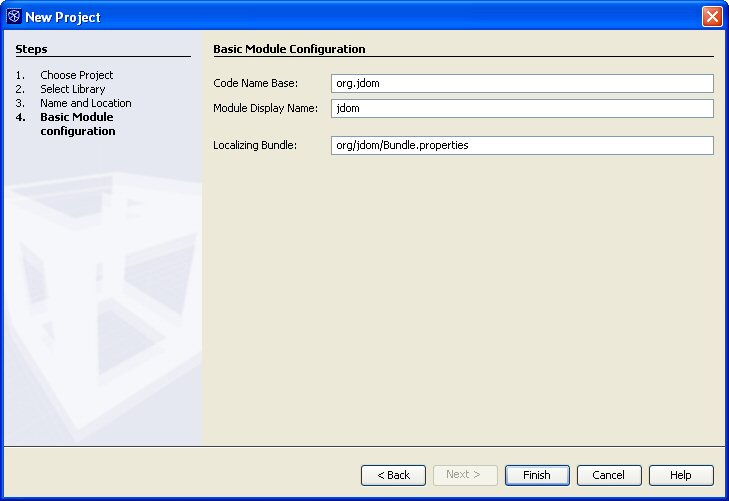 New Project
Steps
1. Choose Project
2. Select Library
3. Name and Location
4. Basic Module
configuration
Basic Module Configuration
Code Name Base: org.jdom
Module Display Name: jdom
Localizing Bundle: org/jdom/Bundle.properties
< Back Next > Finish Cancel Help